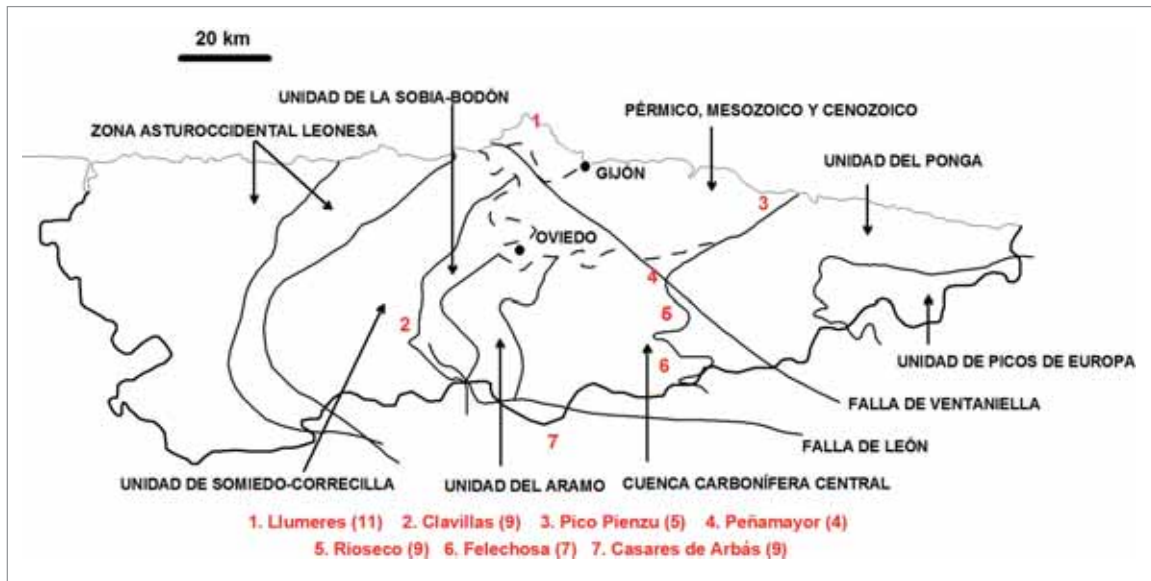 20 km
UNIDAD DE LA SOBIA-BODÓN
ZONA ASTUROCCIDENTAL LEONESA
PÉRMICO, MESOZOICO Y CENOZOICO
UNIDAD DEL PONGA
1
GIJÓN
3
OVIEDO
4
5
2
6
UNIDAD DE PICOS DE EUROPA
FALLA DE VENTANIELLA
7
FALLA DE LEÓN
UNIDAD DE SOMIEDO-CORRECILLA
UNIDAD DEL ARAMO
CUENCA CARBONÍFERA CENTRAL
1. Llumeres (11) 2. Clavillas (9) 3. Pico Pienzu (5) 4. Peñamayor (4)
5. Rioseco (9) 6. Felechosa (7) 7. Casares de Arbás (9)